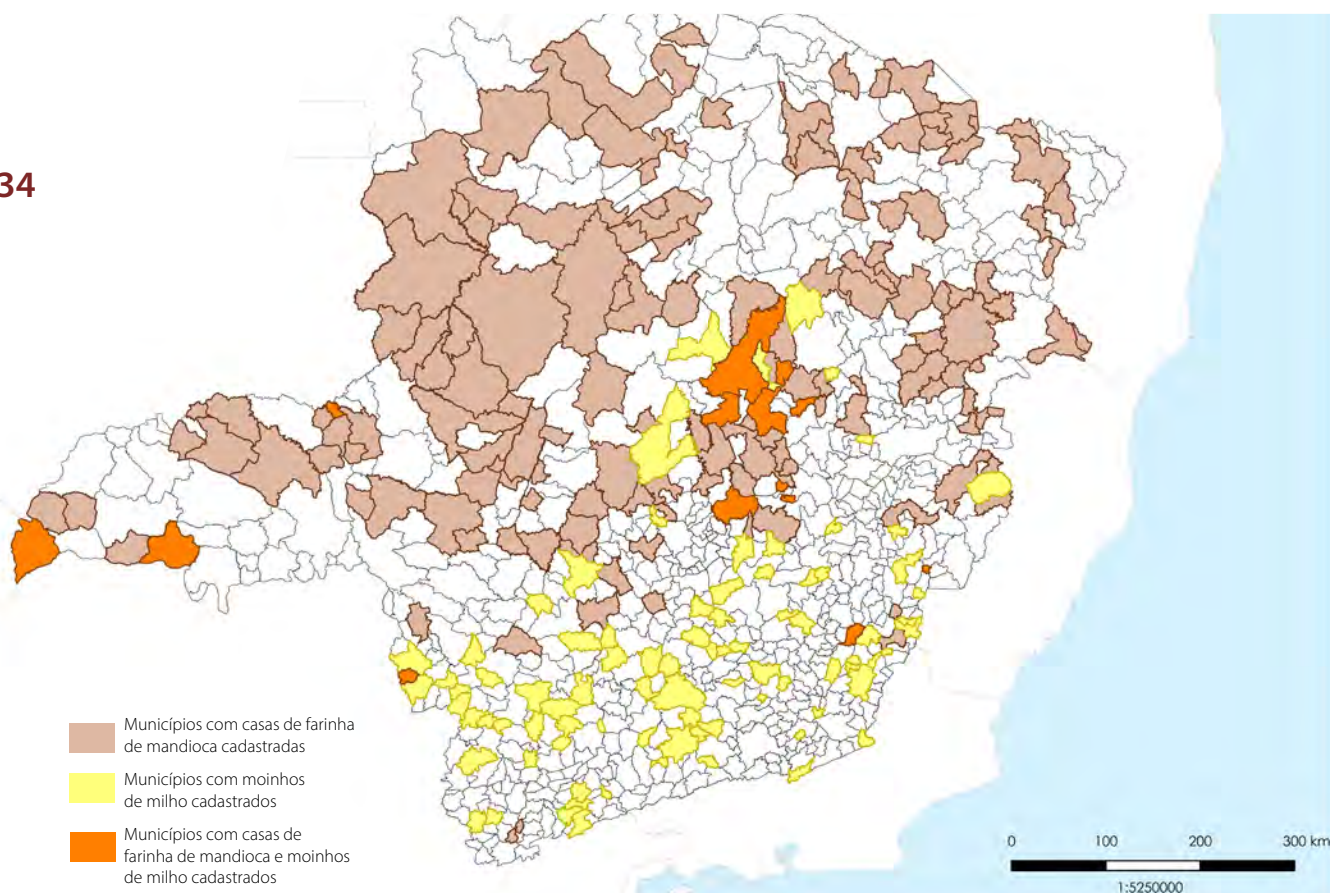 34
Municípios com casas de farinha
de mandioca cadastradas
Municípios com moinhos
de milho cadastrados
Municípios com casas de
farinha de mandioca e moinhos
de milho cadastrados
0 100 200 300 km
1:5250000